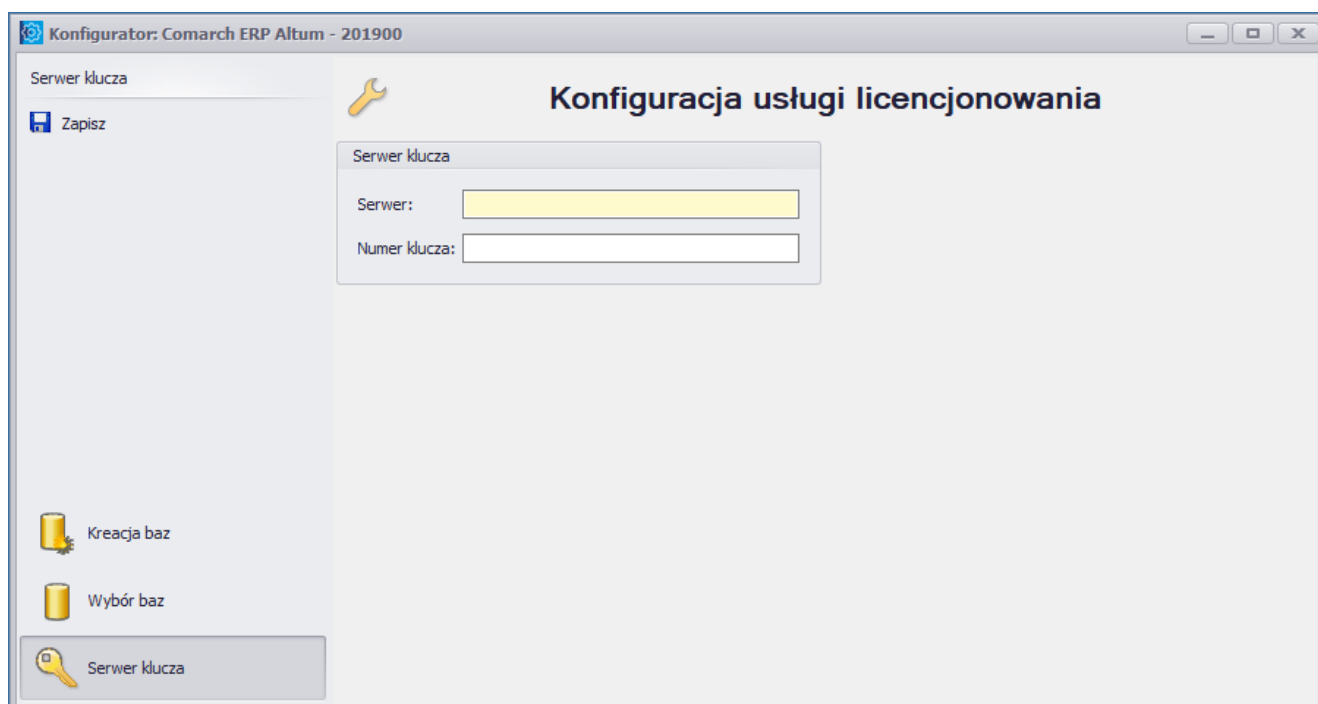 Konfigurator: Comarch ERP Altum - 201900
Serwer klucza
Zapisz
Konfiguracja usługi licencjonowania
Serwer klucza
Serwer:
Numer klucza:
Kreacja baz
Wybór baz
Serwer klucza